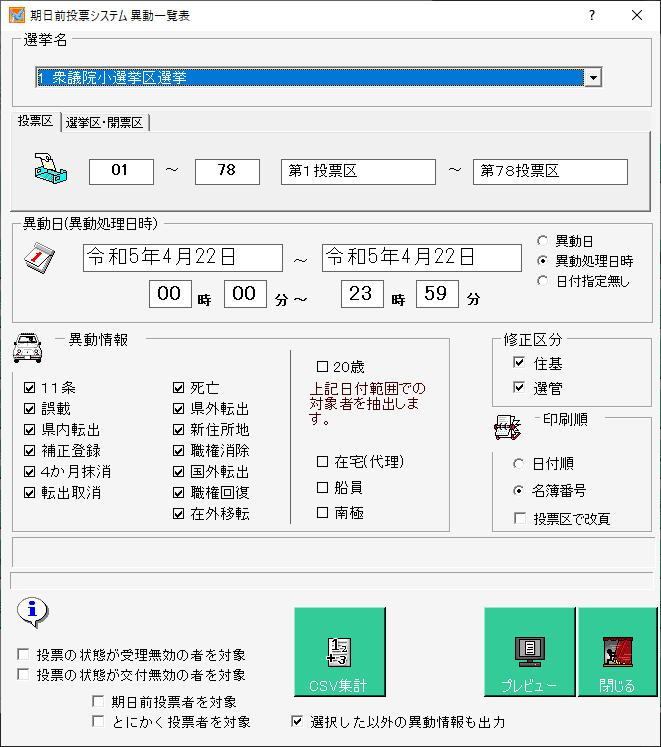 期日前投票システム 異動一覧表
選挙名
1 衆議院小選挙区選挙
投票区 選挙区・開票区
01 ～ 78 第1投票区 ～ 第78投票区
異動日(異動処理日時)
令和5年4月22日 ～ 令和5年4月22日
00 時 00 分～ 23 時 59 分
異動日
異動処理日時
日付指定無し
異動情報
11条
誤載
県内転出
補正登録
4か月抹消
転出取消
死亡
県外転出
新住所地
職権消除
国外転出
職権回復
在外移転
20歳
上記日付範囲での
対象者を抽出しま
す。
在宅(代理)
船員
南極
修正区分
住基
選管
印刷順
日付順
名簿番号
投票区で改頁
投票の状態が受理無効の者を対象
投票の状態が交付無効の者を対象
期日前投票者を対象
とにかく投票者を対象
選択した以外の異動情報も出力
CSV集計
プレビュー
閉じる